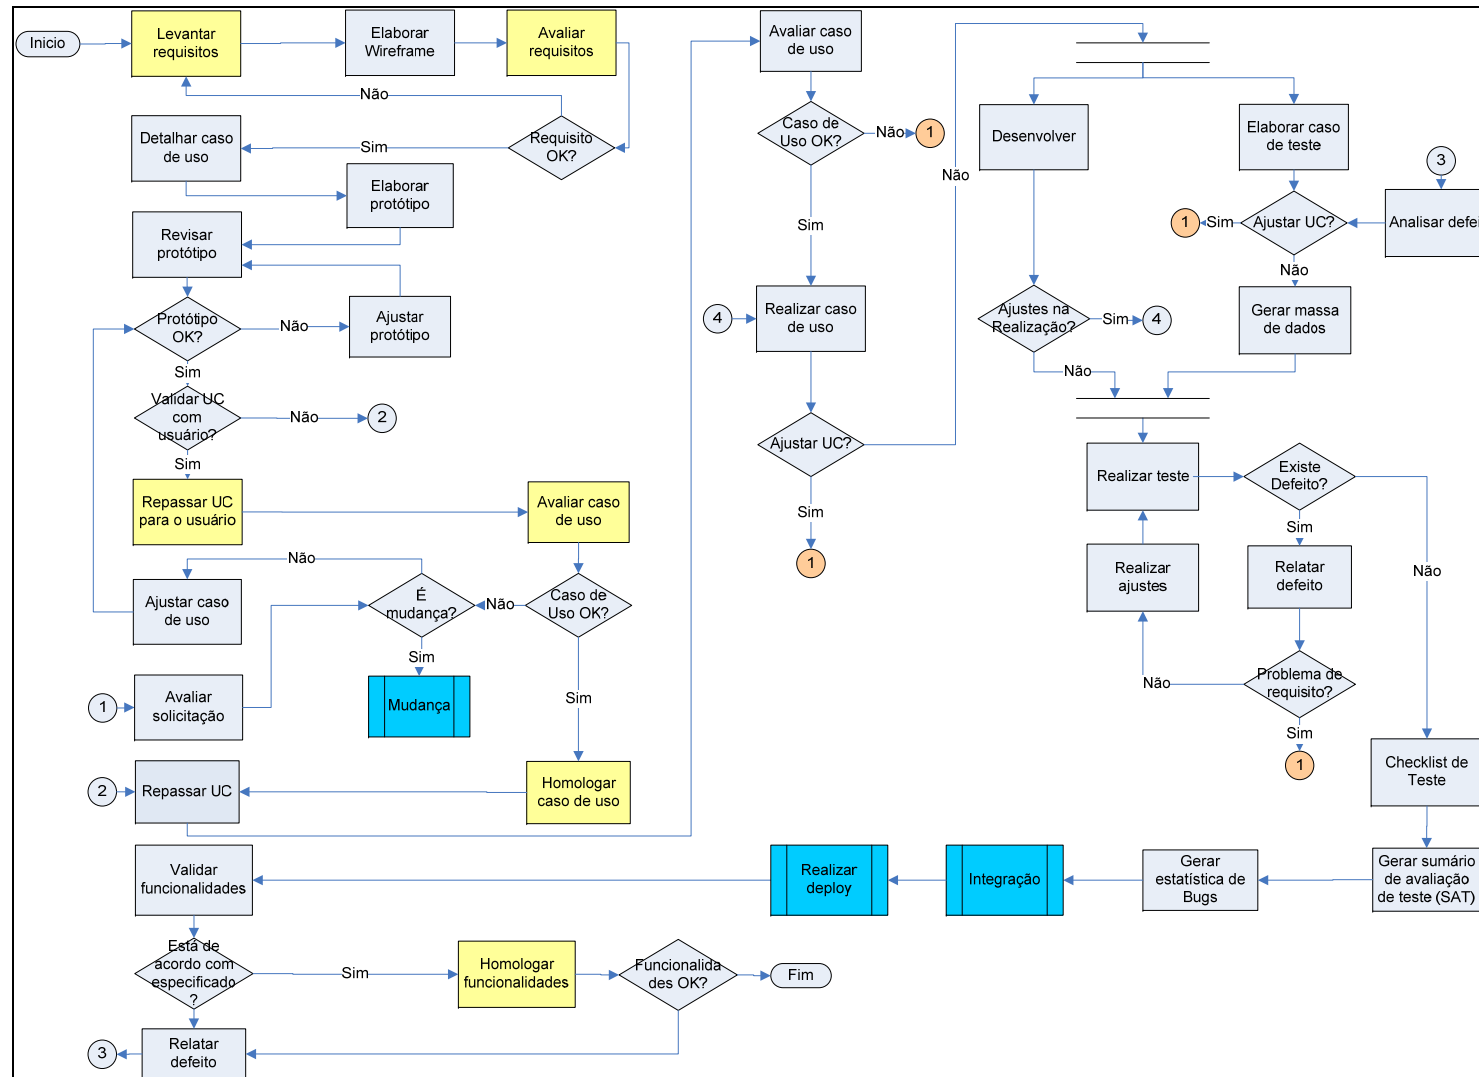 Inicio
Levantar
requisitos
Elaborar
Wireframe
Avaliar
requisitos
Não
Requisito
OK?
Sim
Detalhar caso
de uso
Elaborar
protótipo
Revisar
protótipo
Protótipo
OK?
Não
Ajustar
protótipo
Sim
Validar UC
com
usuário?
Não
2
Sim
Repassar UC
para o usuário
Avaliar caso
de uso
Não
Ajustar caso
de uso
É
mudança?
Não
Caso de
Uso OK?
Sim
Mudança
Sim
1
Avaliar
solicitação
2
Repassar UC
Homologar
caso de uso
Avaliar caso
de uso
Caso de
Uso OK?
Não
1
Sim
4
Realizar caso
de uso
Ajustar UC?
Sim
1
Não
Desenvolver
Elaborar caso
de teste
3
Analisar defei
Ajustar UC?
Sim
1
Não
Gerar massa
de dados
Ajustes na
Realização?
Sim
4
Não
Realizar teste
Existe
Defeito?
Sim
Não
Realizar
ajustes
Relatar
defeito
Problema de
requisito?
Não
Sim
1
Checklist de
Teste
Gerar sumário
de avaliação
de teste (SAT)
Gerar
estatística de
Bugs
Integração
Realizar
deploy
Validar
funcionalidades
Está de
acordo com
especificado
?
Sim
Homologar
funcionalidades
Funcionalida
des OK?
Fim
3
Relatar
defeito